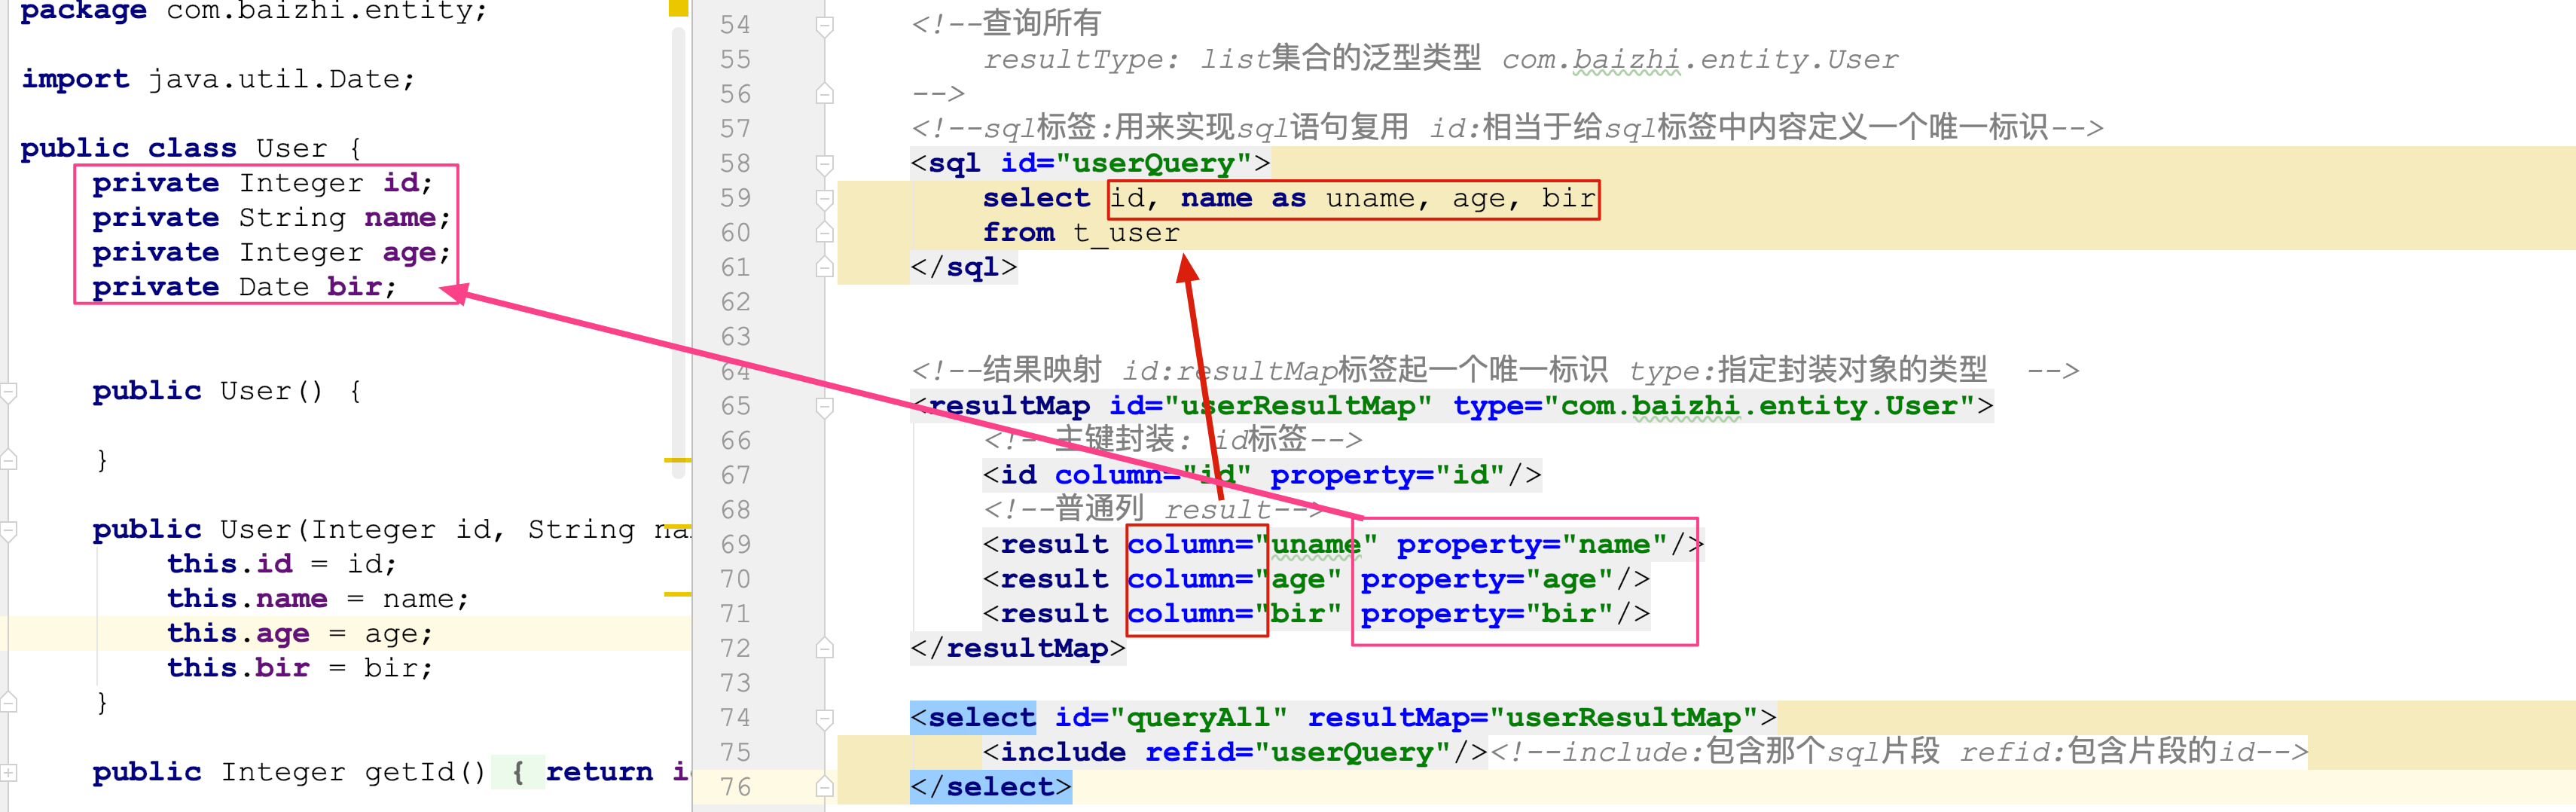 package com.baizhi.entity;
import java.util.Date;
public class User {
private Integer id;
private String name;
private Integer age;
private Date bir;
public User() {
}
public User(Integer id, String
this.id = id;
this.name = name;
this.age = age;
this.bir = bir;
}
public Integer getId() { return
54 <!--查询所有
55 resultType: list集合的泛型类型 com.baizhi.entity.User
56 -->
57 <!--sql标签:用来实现sql语句复用 id:相当于给sql标签中内容定义一个唯一标识-->
58 <sql id="userQuery">
59 select id, name as uname, age, bir
60 from t_user
61 </sql>
62
63
64 <!--结果映射 id:resultMap标签起一个唯一标识 type:指定封装对象的类型 -->
65 <resultMap id="userResultMap" type="com.baizhi.entity.User">
66 <!--主键封装: id标签-->
67 <id column="id" property="id"/>
68 <!--普通列 result-->
69 <result column="uname" property="name"/>
70 <result column="age" property="age"/>
71 <result column="bir" property="bir"/>
72 </resultMap>
73
74 <select id="queryAll" resultMap="userResultMap">
75 <include refid="userQuery"/><!--include:包含那个sql片段 refid:包含片段的id-->
76 </select>